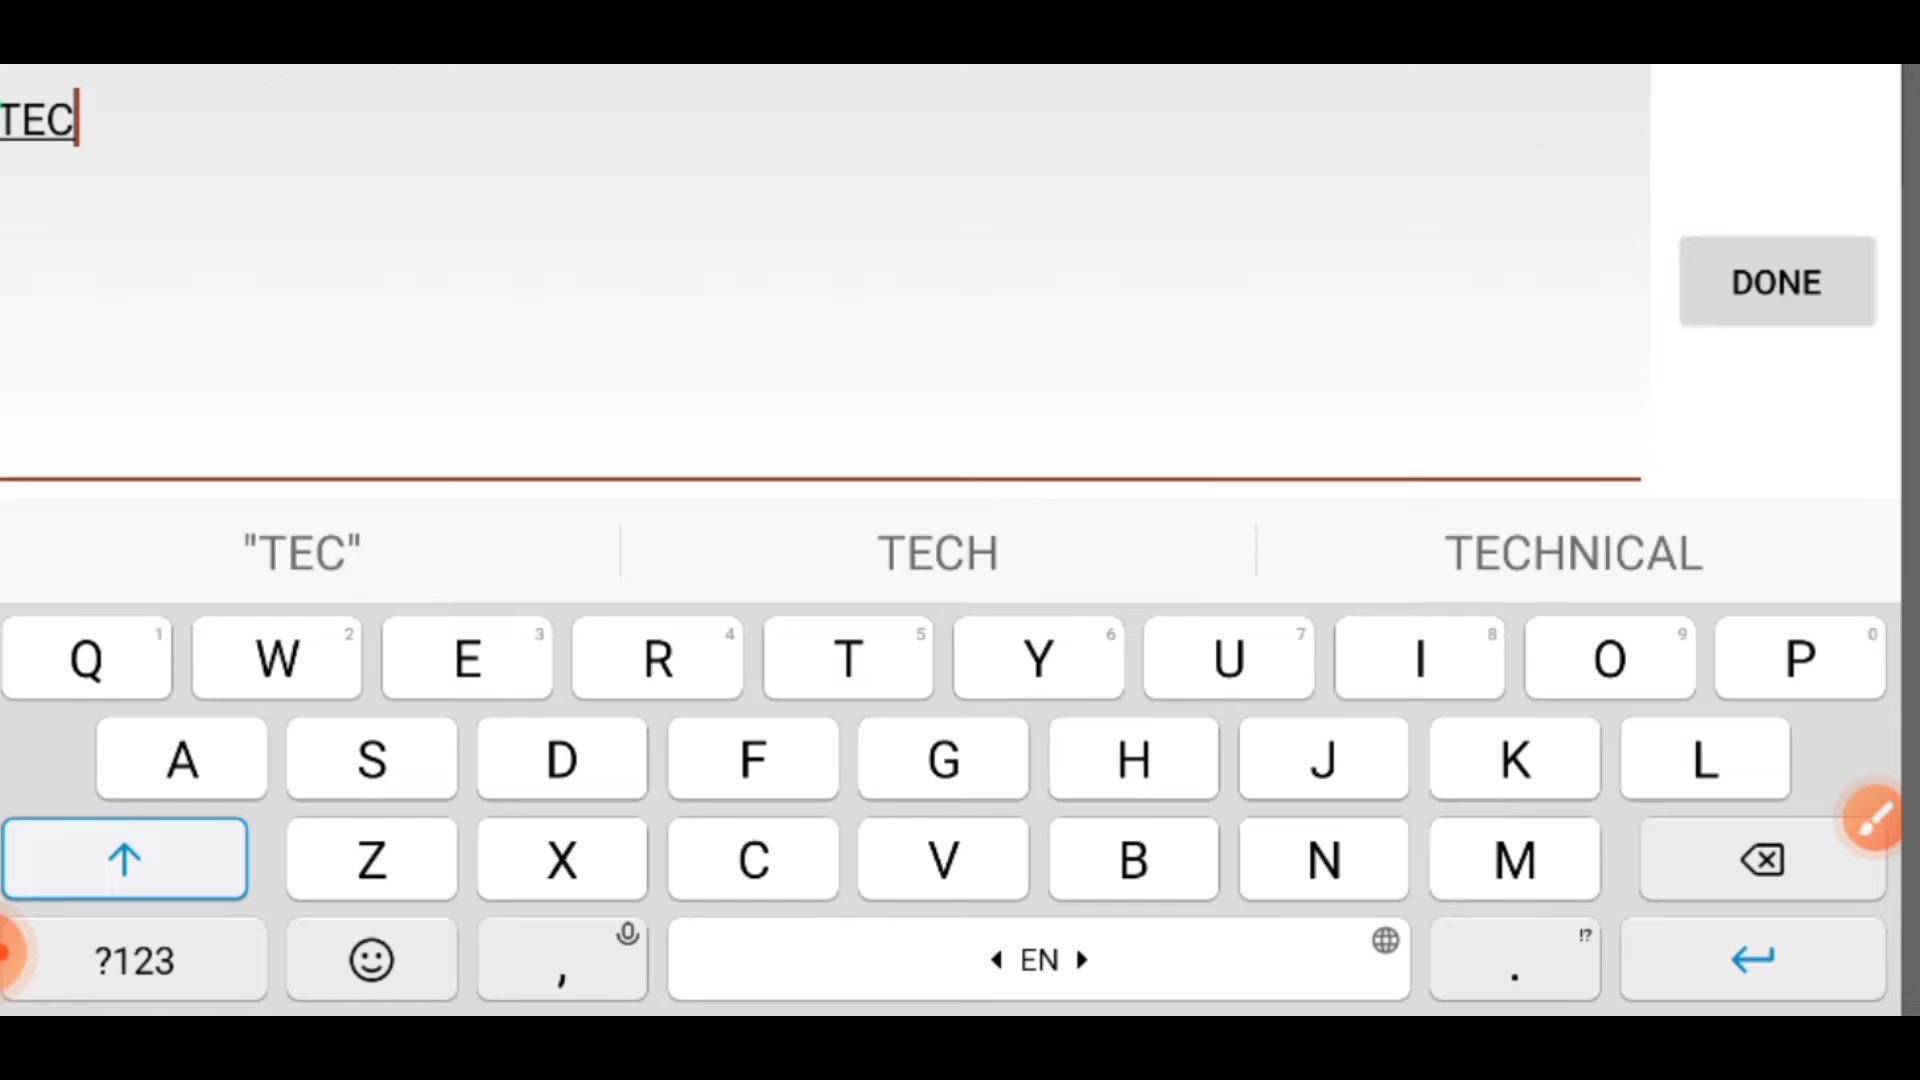 TEC
DONE
"TEC" TECH TECHNICAL
Q 1 W 2 E 3 R 4 T 5 Y 6 U 7 I 8 O 9 P 0
A S D F G H J K L
Z X C V B N M
?123 , EN . !?